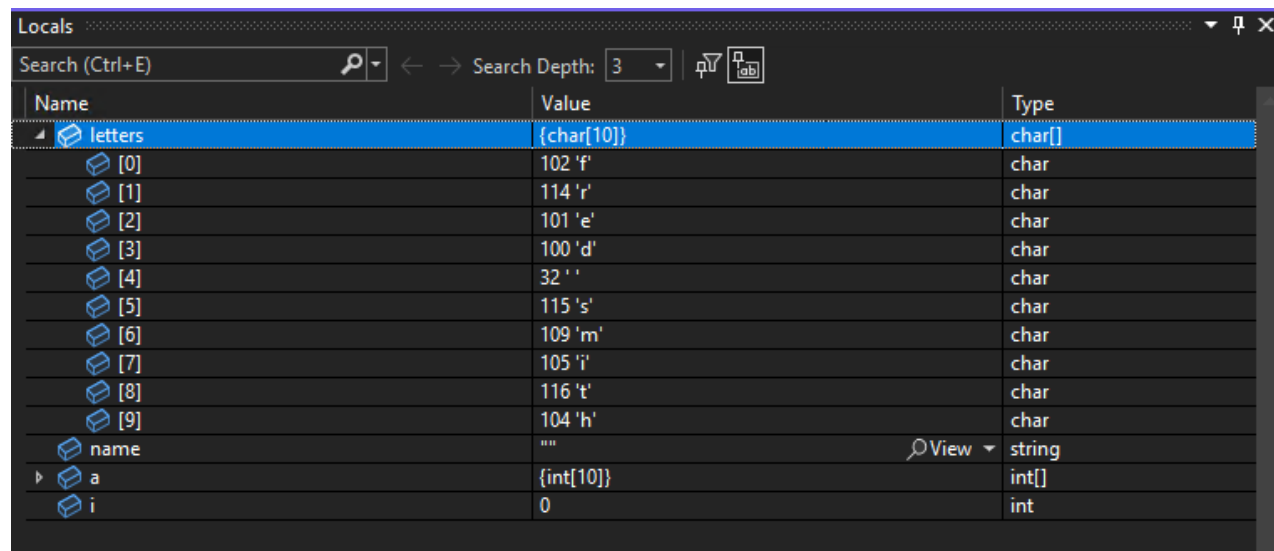 Locals
Search (Ctrl+E) Search Depth: 3
Name Value Type
letters {char[10]} char[]
[0] 102 'f' char
[1] 114 'r' char
[2] 101 'e' char
[3] 100 'd' char
[4] 32 ' ' char
[5] 115 's' char
[6] 109 'm' char
[7] 105 'i' char
[8] 116 't' char
[9] 104 'h' char
name "" View string
a {int[10]} int[]
i 0 int